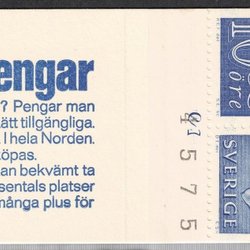 engar
? Pengar man
ätt tillgängliga.
I hela Norden.
öpas.
an bekvämt ta
sentals platser
många plus för
4575
10
öre
SVERIGE